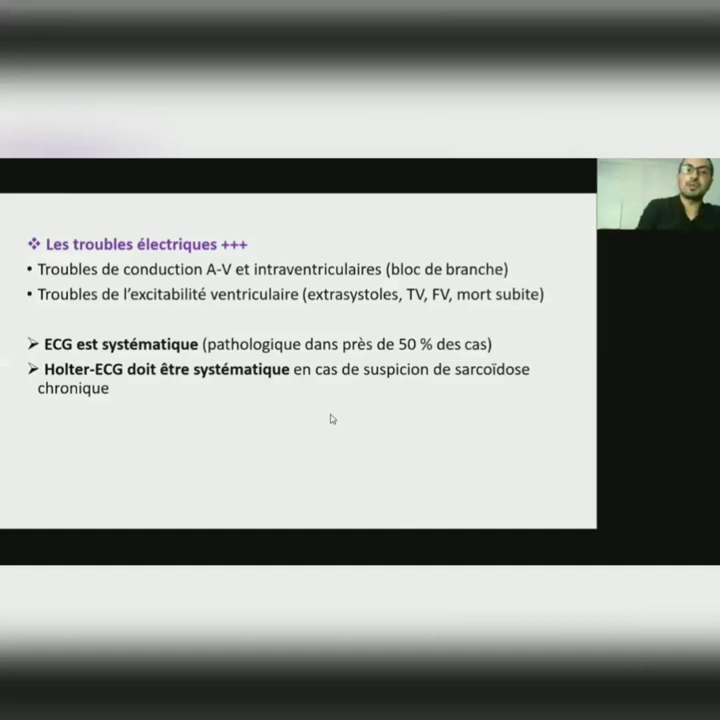 ❖ Les troubles électriques +++
• Troubles de conduction A-V et intraventriculaires (bloc de branche)
• Troubles de l’excitabilité ventriculaire (extrasystoles, TV, FV, mort subite)
➢ ECG est systématique (pathologique dans près de 50 % des cas)
➢ Holter-ECG doit être systématique en cas de suspicion de sarcoïdose
chronique